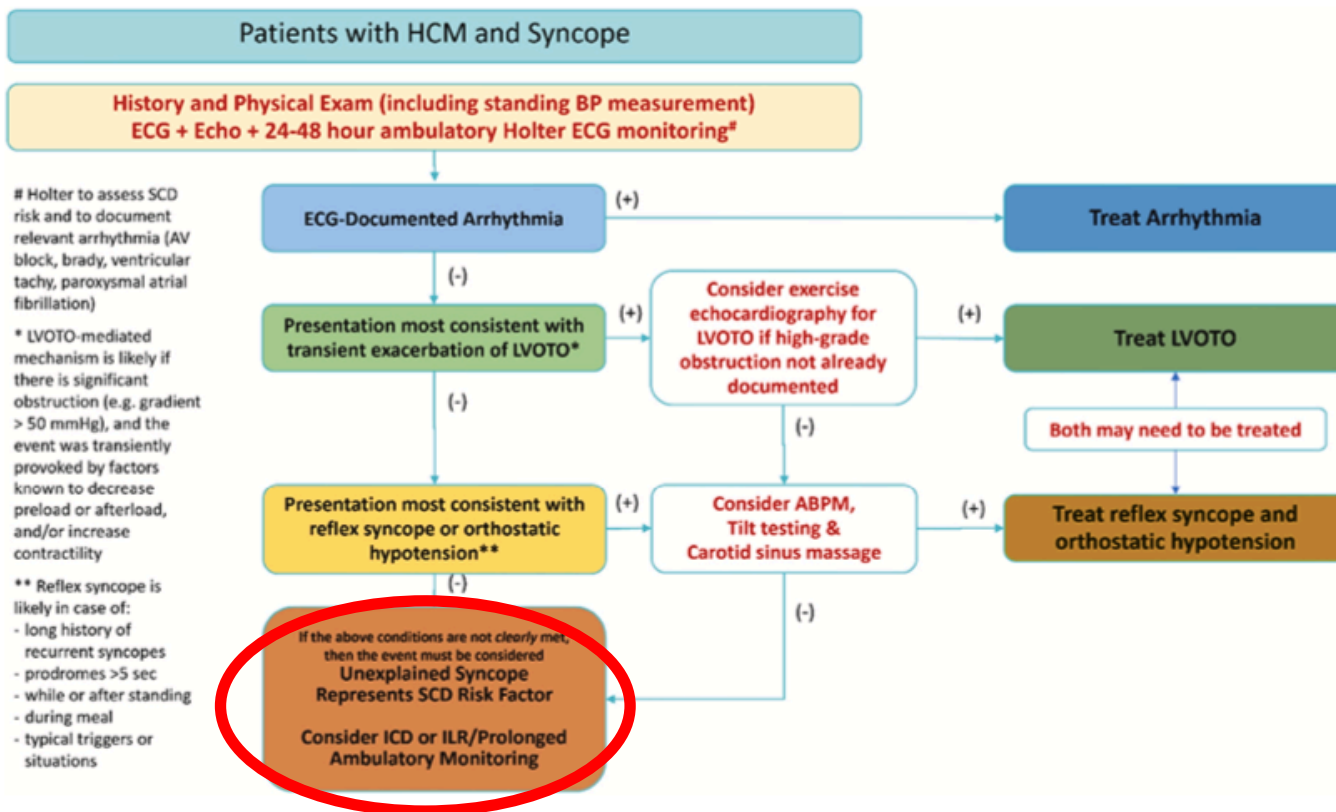 Patients with HCM and Syncope
History and Physical Exam (including standing BP measurement)
ECG + Echo + 24-48 hour ambulatory Holter ECG monitoring#
# Holter to assess SCD
risk and to document
relevant arrhythmia (AV
block, brady, ventricular
tachy, paroxysmal atrial
fibrillation)
* LVOTO-mediated
mechanism is likely if
there is significant
obstruction (e.g. gradient
> 50 mmHg), and the
event was transiently
provoked by factors
known to decrease
preload or afterload,
and/or increase
contractility
** Reflex syncope is
likely in case of:
- long history of
recurrent syncopes
- prodromes >5 sec
- while or after standing
- during meal
- typical triggers or
situations
ECG-Documented Arrhythmia
(+)
Treat Arrhythmia
(-)
Presentation most consistent with
transient exacerbation of LVOTO*
(+)
Consider exercise
echocardiography for
LVOTO if high-grade
obstruction not already
documented
(+)
Treat LVOTO
(-)
(-)
Both may need to be treated
Presentation most consistent with
reflex syncope or orthostatic
hypotension**
(+)
Consider ABPM,
Tilt testing &
Carotid sinus massage
(+)
Treat reflex syncope and
orthostatic hypotension
(-)
(-)
If the above conditions are not clearly met,
then the event must be considered
Unexplained Syncope
Represents SCD Risk Factor
Consider ICD or ILR/Prolonged
Ambulatory Monitoring